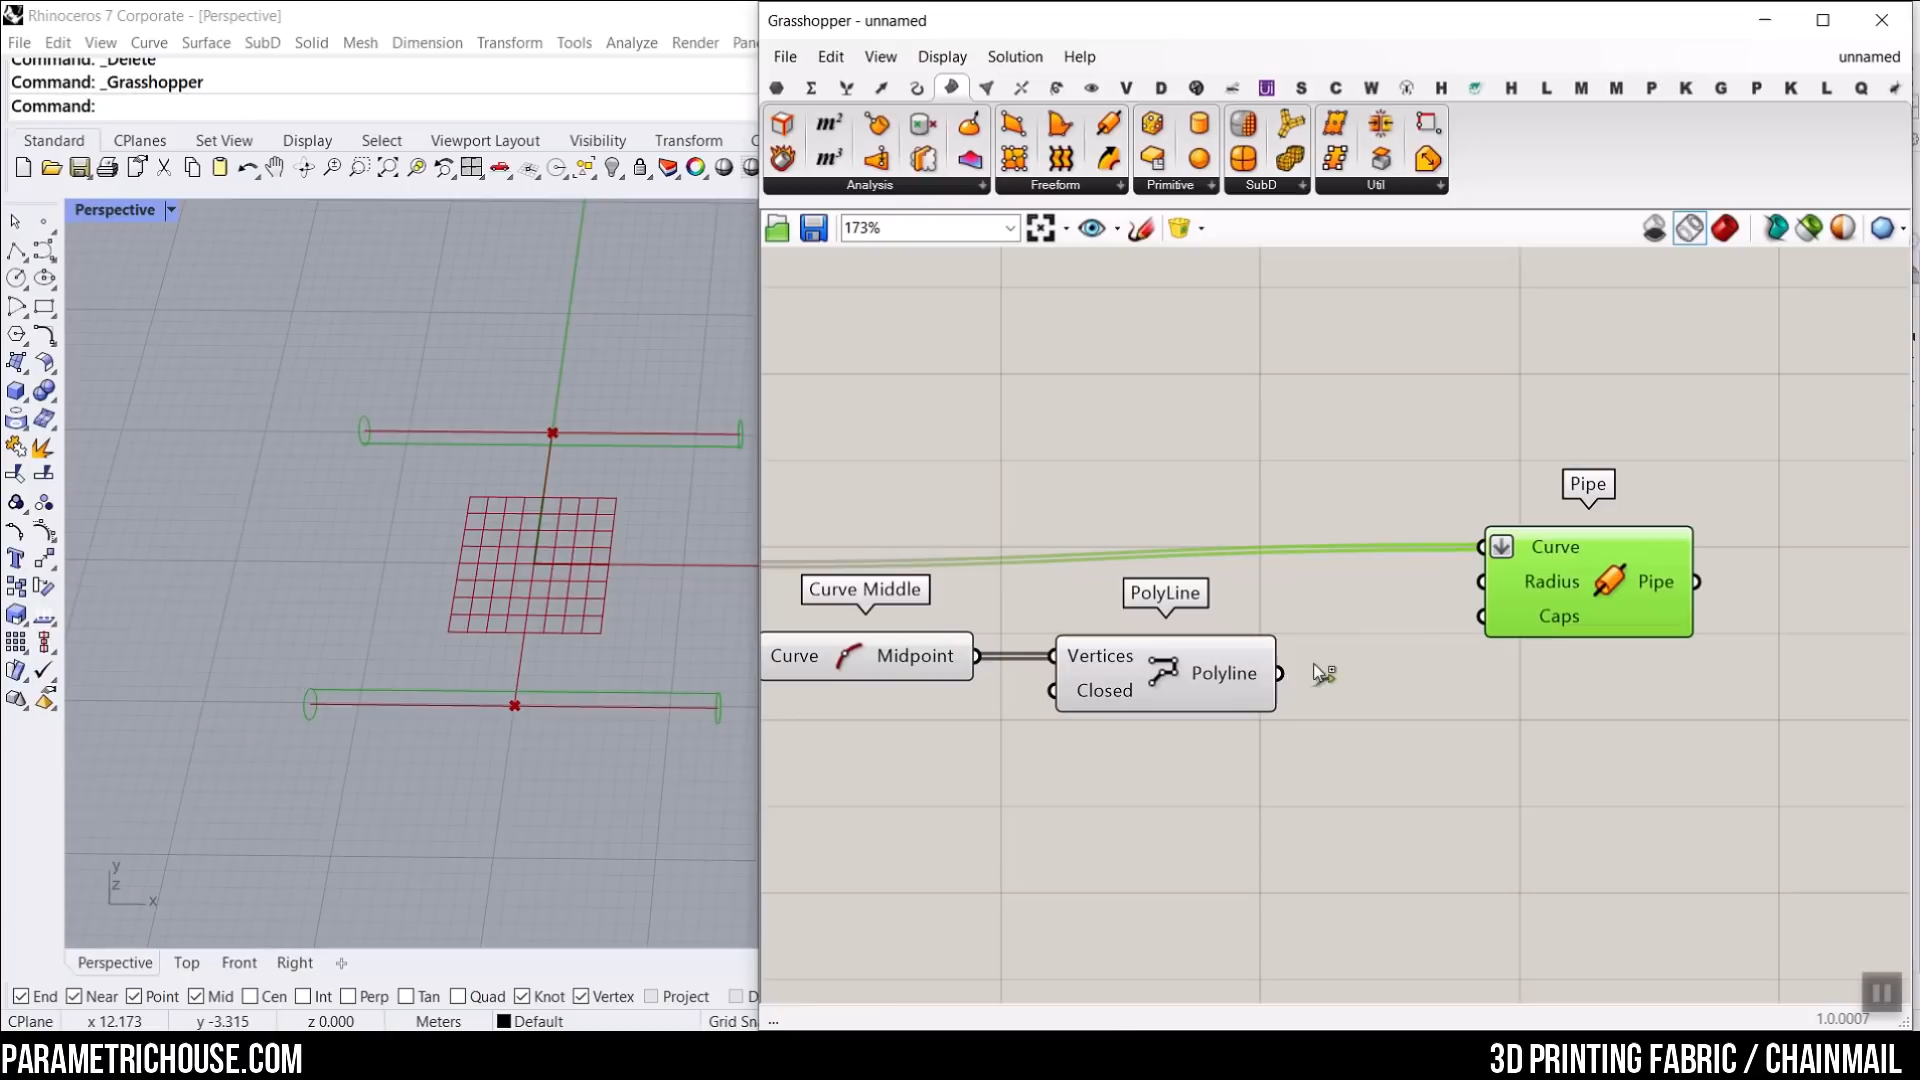 Rhinoceros 7 Corporate - [Perspective]
File Edit View Curve Surface SubD Solid Mesh Dimension Transform Tools Analyze Render
Command: _Delete
Command: _Grasshopper
Command:
Standard CPlanes Set View Display Select Viewport Layout Visibility Transform
Perspective
y
z
x
Perspective Top Front Right
End Near Point Mid Cen Int Perp Tan Quad Knot Vertex Project
CPlane x 12.173 y -3.315 z 0.000 Meters Default Grid
Grasshopper - unnamed
File Edit View Display Solution Help unnamed
V D S C W H H L M M P K G P K L Q
m²
m³
Analysis Freeform Primitive SubD Util
173%
Pipe
Curve
Radius Pipe
Caps
Curve Middle
Curve Midpoint
PolyLine
Vertices
Polyline
Closed
...
1.0.0007
PARAMETRICHOUSE.COM
3D PRINTING FABRIC / CHAINMAIL